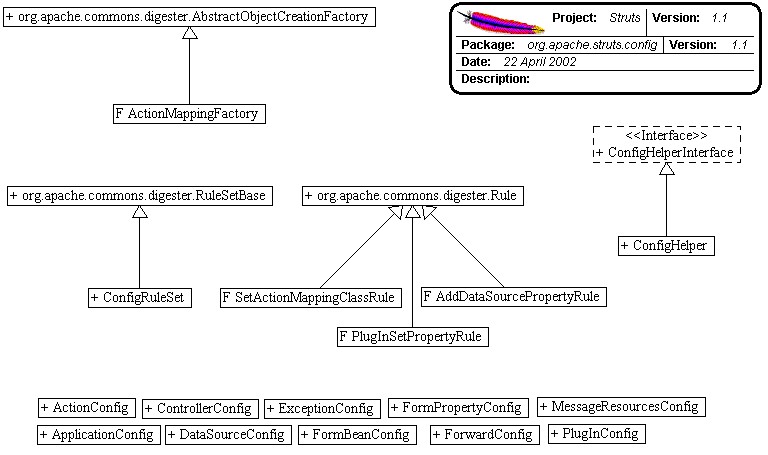 + org.apache.commons.digester.AbstractObjectCreationFactory
Project: Struts Version: 1.1
Package: org.apache.struts.config Version: 1.1
Date: 22 April 2002
Description:
F ActionMappingFactory
<<Interface>>
+ ConfigHelperInterface
+ org.apache.commons.digester.RuleSetBase
+ org.apache.commons.digester.Rule
+ ConfigHelper
+ ConfigRuleSet
F SetActionMappingClassRule
F AddDataSourcePropertyRule
F PlugInSetPropertyRule
+ ActionConfig
+ ControllerConfig
+ ExceptionConfig
+ FormPropertyConfig
+ MessageResourcesConfig
+ ApplicationConfig
+ DataSourceConfig
+ FormBeanConfig
+ ForwardConfig
+ PlugInConfig